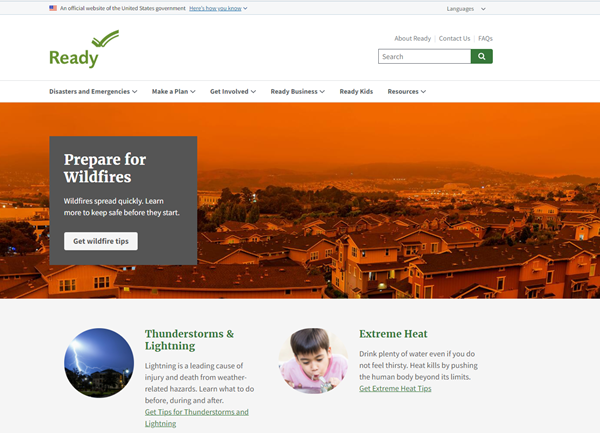 An official website of the United States government Here's how you know
Languages
Ready
About Ready | Contact Us | FAQs
Search
Disasters and Emergencies Make a Plan Get Involved Ready Business Ready Kids Resources
Prepare for
Wildfires
Wildfires spread quickly. Learn
more to keep safe before they start.
Get wildfire tips
Thunderstorms &
Lightning
Lightning is a leading cause of
injury and death from weather-
related hazards. Learn what to do
before, during and after.
Get Tips for Thunderstorms and
Lightning
Extreme Heat
Drink plenty of water even if you do
not feel thirsty. Heat kills by pushing
the human body beyond its limits.
Get Extreme Heat Tips